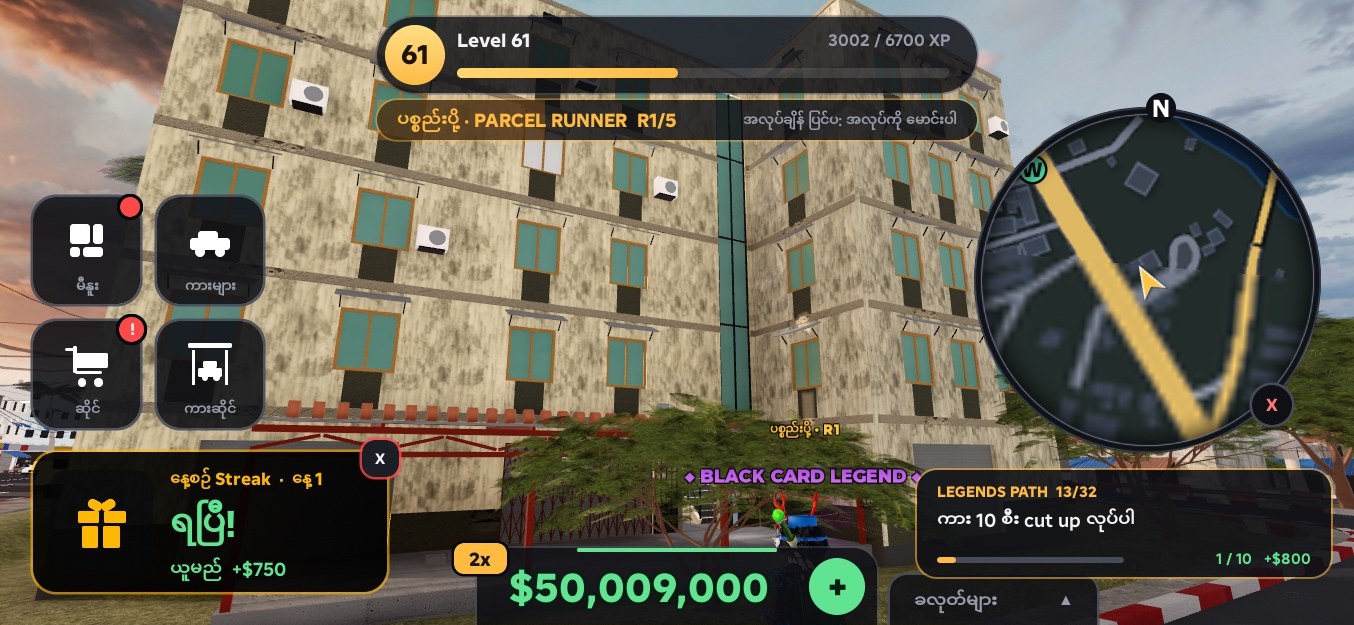 61
Level 61
3002 / 6700 XP
ပစ္စည်းပို့ · PARCEL RUNNER R1/5
အလုပ်ချိန် ပြင်ပ; အလုပ်ကို မောင်းပါ
N
W
မီနူး
ကားများ
!
ဆိုင်
ကားဆိုင်
X
X
နေ့စဉ် Streak · နေ့ 1
ရပြီ!
ယူမည် +$750
ပစ္စည်းပို့ · R1
BLACK CARD LEGEND
LEGENDS PATH 13/32
ကား 10 စီး cut up လုပ်ပါ
1 / 10 +$800
2x
$50,009,000
+
ခလုတ်များ